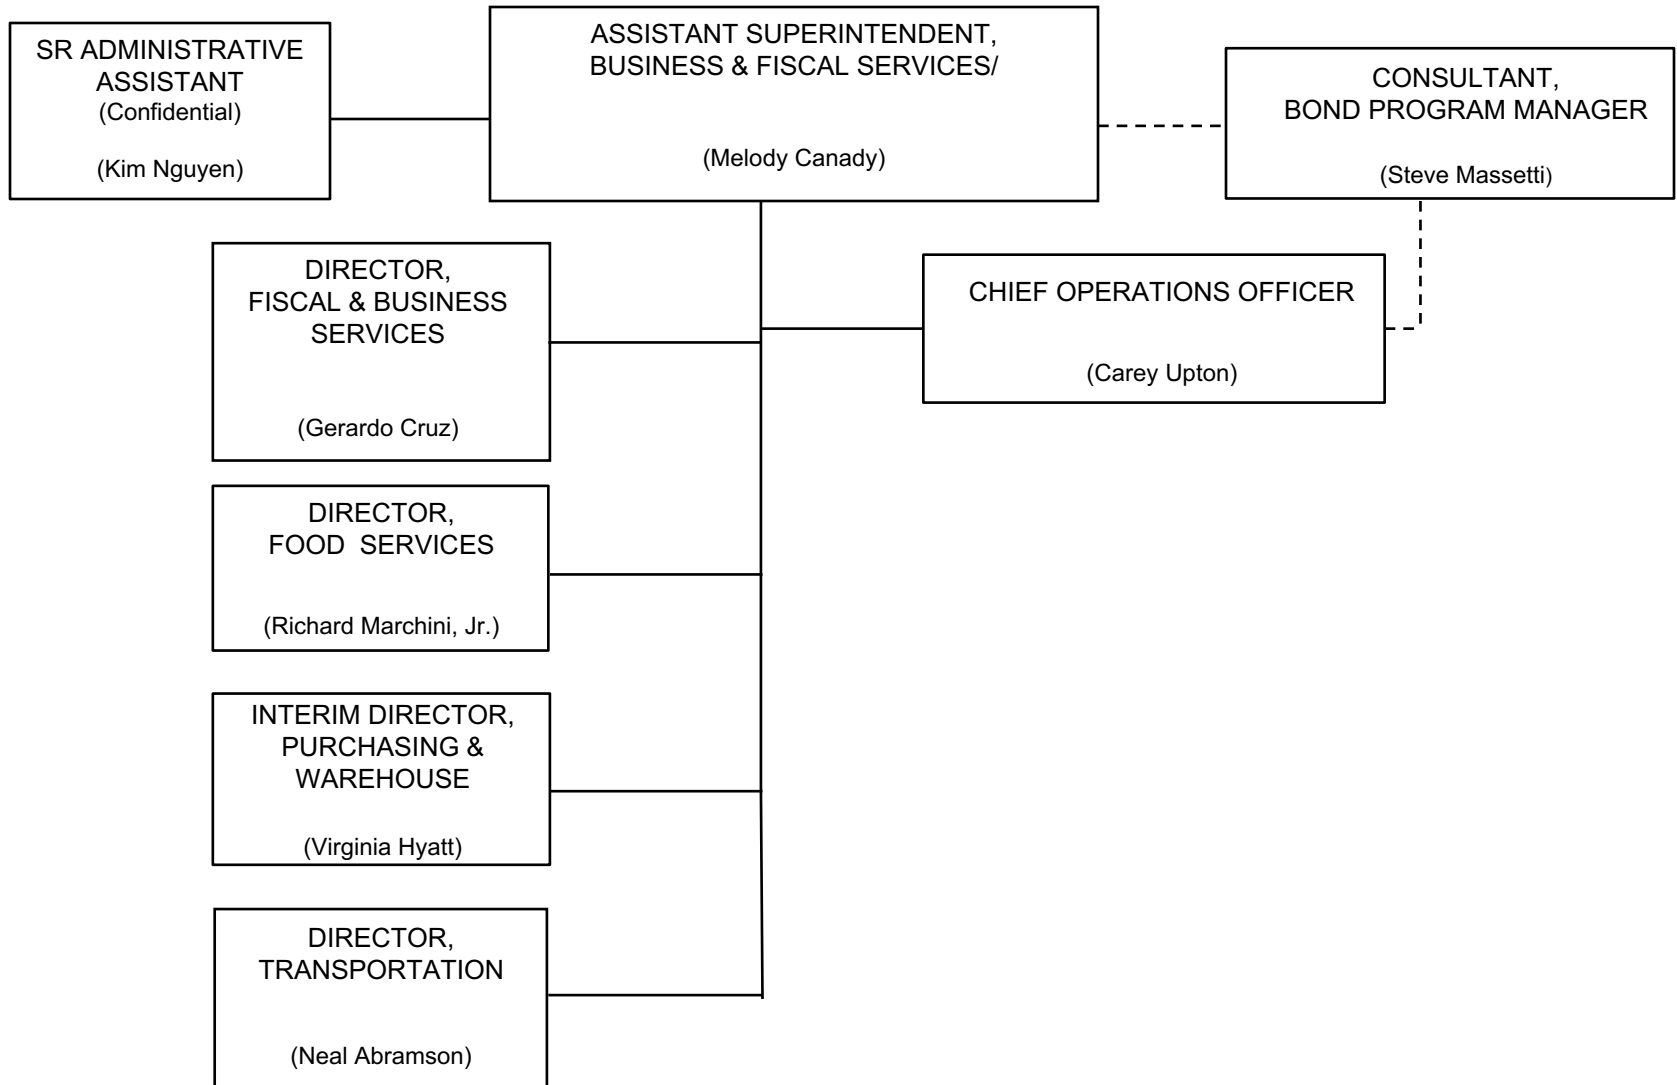 SR ADMINISTRATIVE
ASSISTANT
(Confidential)
(Kim Nguyen)
ASSISTANT SUPERINTENDENT,
BUSINESS & FISCAL SERVICES/
(Melody Canady)
CONSULTANT,
BOND PROGRAM MANAGER
(Steve Massetti)
DIRECTOR,
FISCAL & BUSINESS
SERVICES
(Gerardo Cruz)
CHIEF OPERATIONS OFFICER
(Carey Upton)
DIRECTOR,
FOOD  SERVICES
(Richard Marchini, Jr.)
INTERIM DIRECTOR,
PURCHASING &
WAREHOUSE
(Virginia Hyatt)
DIRECTOR,
TRANSPORTATION
(Neal Abramson)